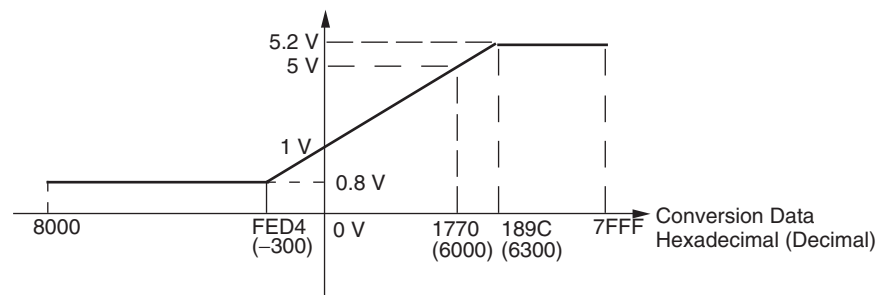 5.2 V
5 V
1 V
0.8 V
8000 FED4 0 V 1770 189C 7FFF Conversion Data
(−300) (6000) (6300) Hexadecimal (Decimal)